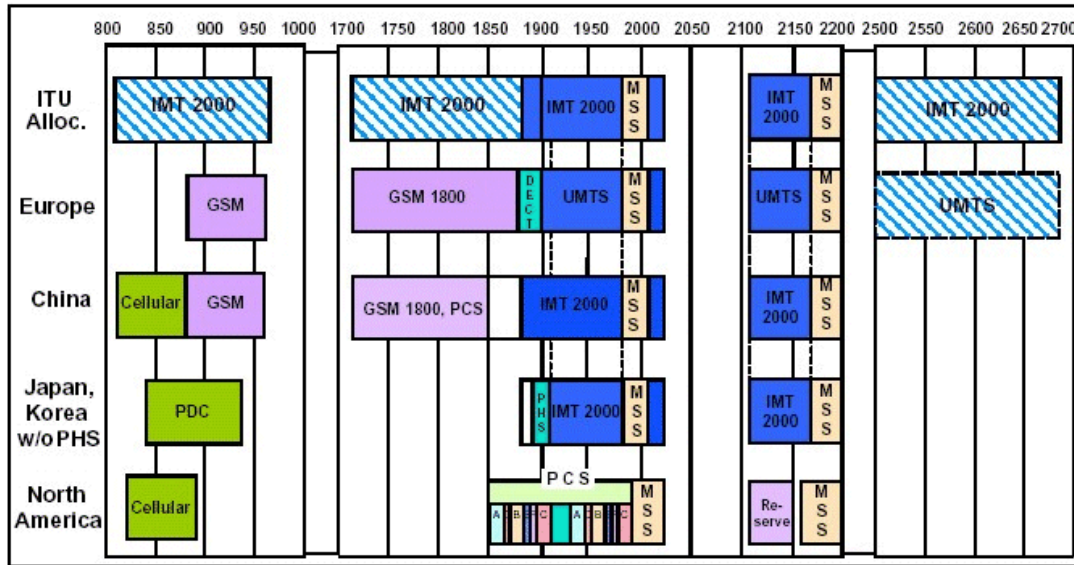 800 850 900 950 1000 1700 1750 1800 1850 1900 1950 2000 2050 2100 2150 2200 2500 2550 2600 2650 2700
ITU
Alloc.
IMT 2000
IMT 2000
IMT 2000
M
S
S
IMT
2000
M
S
S
IMT 2000
Europe
GSM
GSM 1800
D
E
C
T
UMTS
M
S
S
UMTS
M
S
S
UMTS
China
Cellular
GSM
GSM 1800, PCS
IMT 2000
M
S
S
IMT
2000
M
S
S
Japan,
Korea
w/o PHS
PDC
P
H
S
IMT 2000
M
S
S
IMT
2000
M
S
S
North
America
Cellular
P C S
A
B
C
A
B
C
M
S
S
Re-
serve
M
S
S